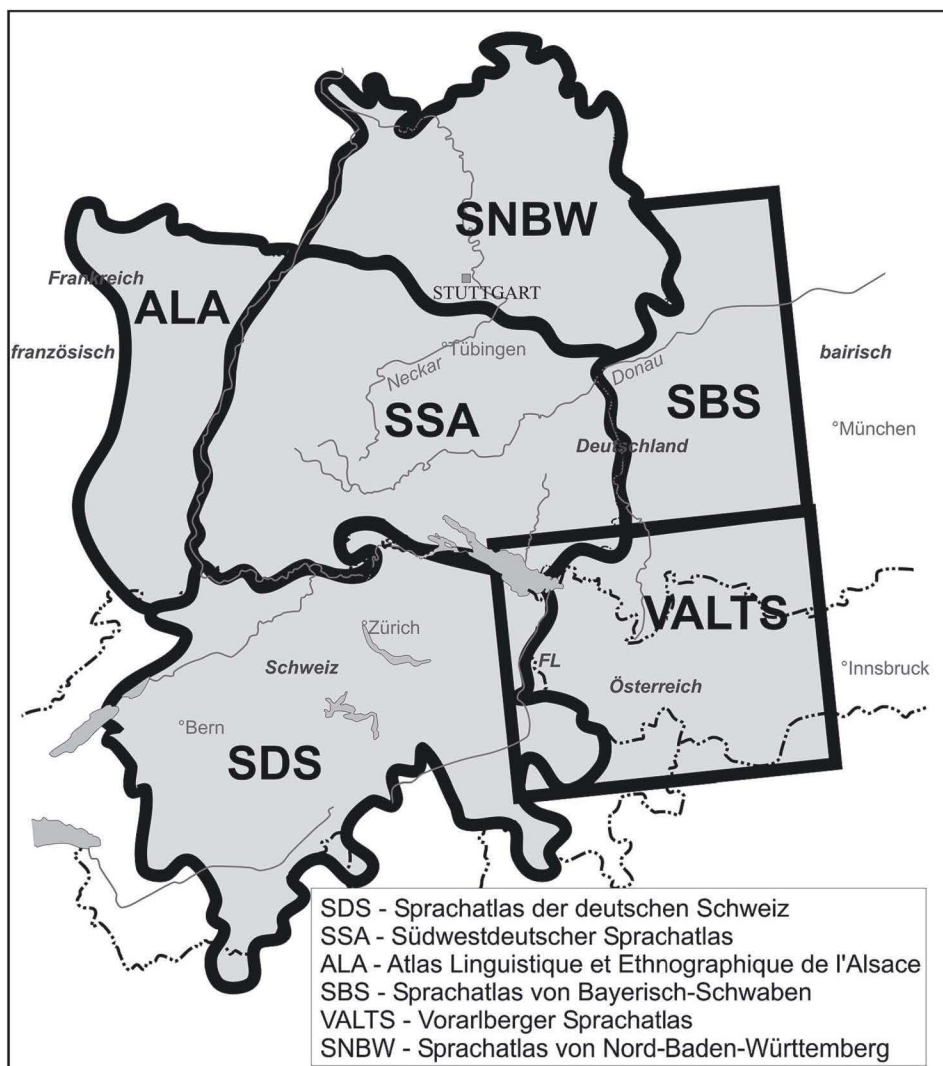 SNBW
Frankreich
STUTTGART
ALA
französisch
°Tübingen
bairisch
Neckar
Donau
SBS
SSA
°München
Deutschland
VALTS
°Zürich
Schweiz
FL
°Innsbruck
Österreich
°Bern
SDS
SDS - Sprachatlas der deutschen Schweiz
SSA - Südwestdeutscher Sprachatlas
ALA - Atlas Linguistique et Ethnographique de l'Alsace
SBS - Sprachatlas von Bayerisch-Schwaben
VALTS - Vorarlberger Sprachatlas
SNBW - Sprachatlas von Nord-Baden-Württemberg